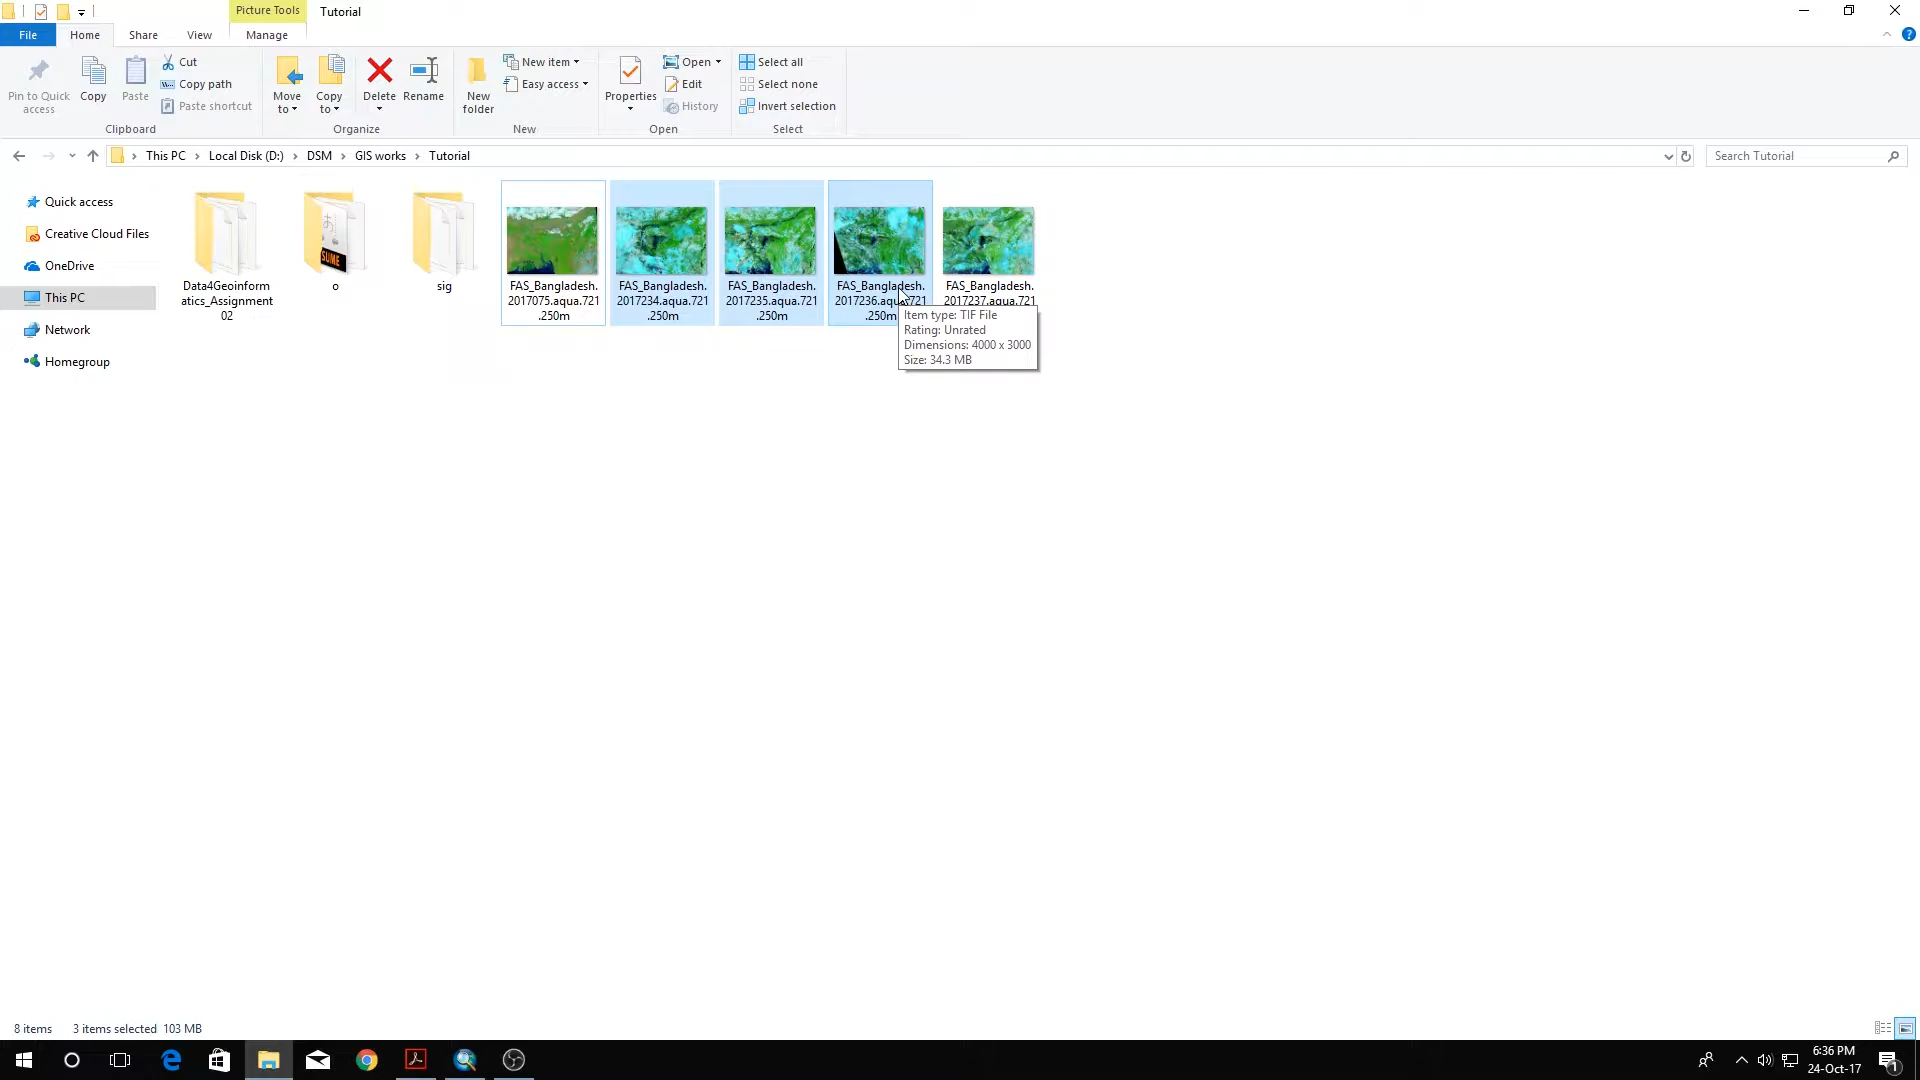 Picture Tools
Tutorial
File
Home
Share
View
Manage
Pin to Quick access
Copy
Paste
Cut
Copy path
Paste shortcut
Clipboard
Move to
Copy to
Delete
Rename
Organize
New folder
New item
Easy access
New
Properties
Open
Edit
History
Open
Select all
Select none
Invert selection
Select
This PC
Local Disk (D:)
DSM
GIS works
Tutorial
Search Tutorial
Quick access
Creative Cloud Files
OneDrive
This PC
Network
Homegroup
Data4Geoinform
atics_Assignment
02
お
SUME
o
sig
FAS_Bangladesh.
2017075.aqua.721
.250m
FAS_Bangladesh.
2017234.aqua.721
.250m
FAS_Bangladesh.
2017235.aqua.721
.250m
FAS_Bangladesh.
2017236.aqua.721
.250m
FAS_Bangladesh.
2017237.aqua.721
Item type: TIF File
Rating: Unrated
Dimensions: 4000 x 3000
Size: 34.3 MB
8 items
3 items selected 103 MB
6:36 PM
24-Oct-17
1